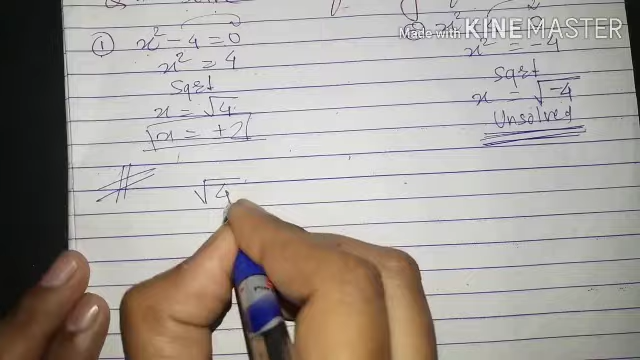 ① x² - 4 = 0
x² = 4
Sqrt
x = √4
x = +2
√4
Made with KINEMASTER
x² = -4
Sqrt
x = √-4
Unsolved